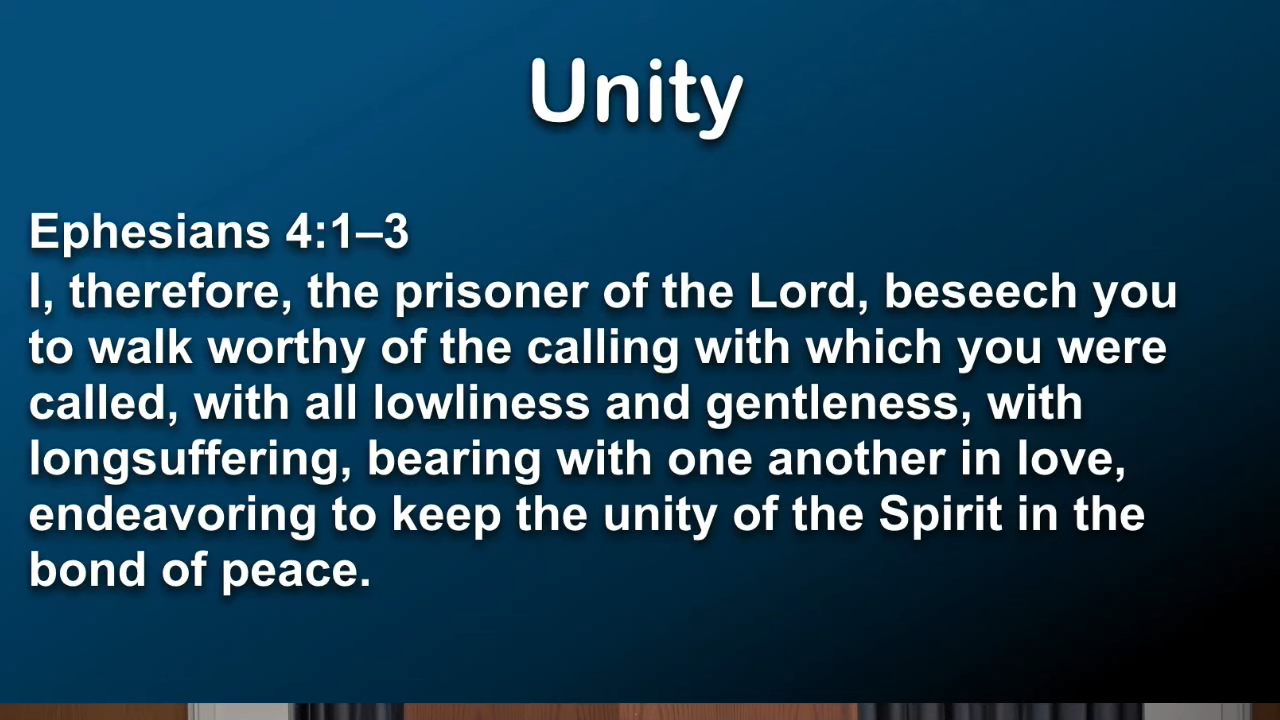 Unity
Ephesians 4:1–3
I, therefore, the prisoner of the Lord, beseech you
to walk worthy of the calling with which you were
called, with all lowliness and gentleness, with
longsuffering, bearing with one another in love,
endeavoring to keep the unity of the Spirit in the
bond of peace.